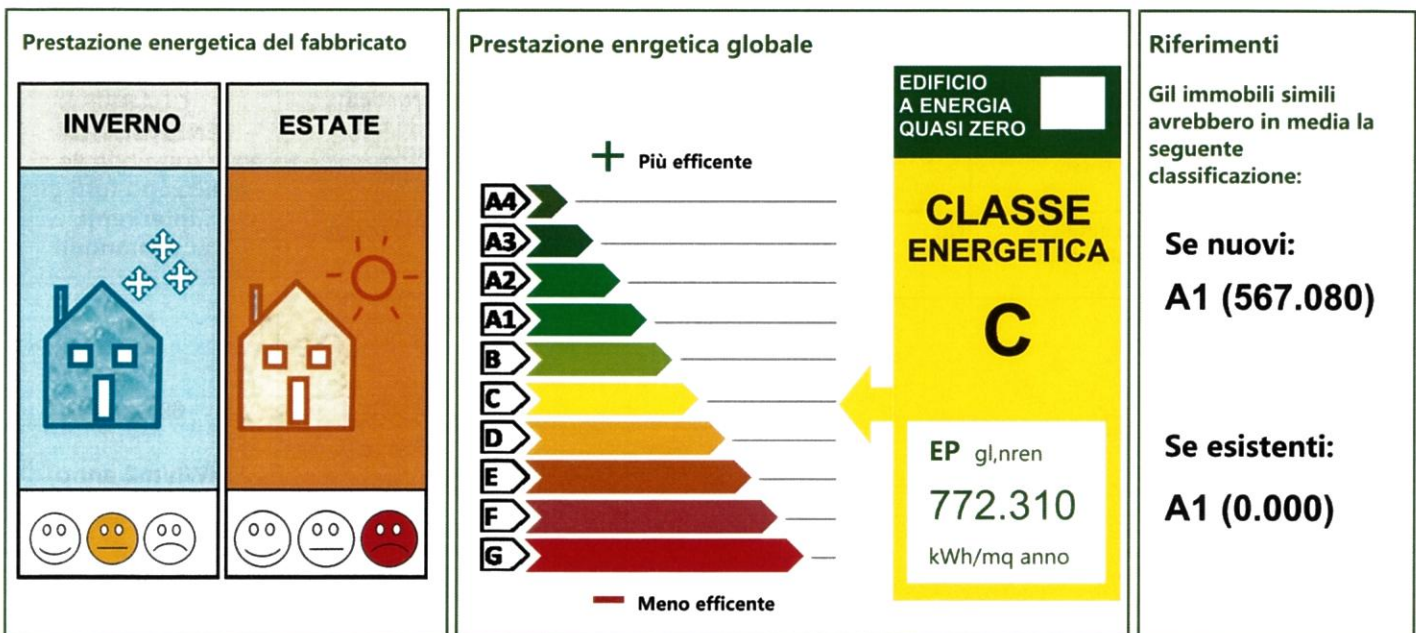 Prestazione energetica del fabbricato
INVERNO
ESTATE
Prestazione enrgetica globale
Più efficente
A4
A3
A2
A1
B
C
D
E
F
G
Meno efficente
EDIFICIO
A ENERGIA
QUASI ZERO
CLASSE
ENERGETICA
C
EP gl,nren
772.310
kWh/mq anno
Riferimenti
Gil immobili simili
avrebbero in media la
seguente
classificazione:
Se nuovi:
A1 (567.080)
Se esistenti:
A1 (0.000)